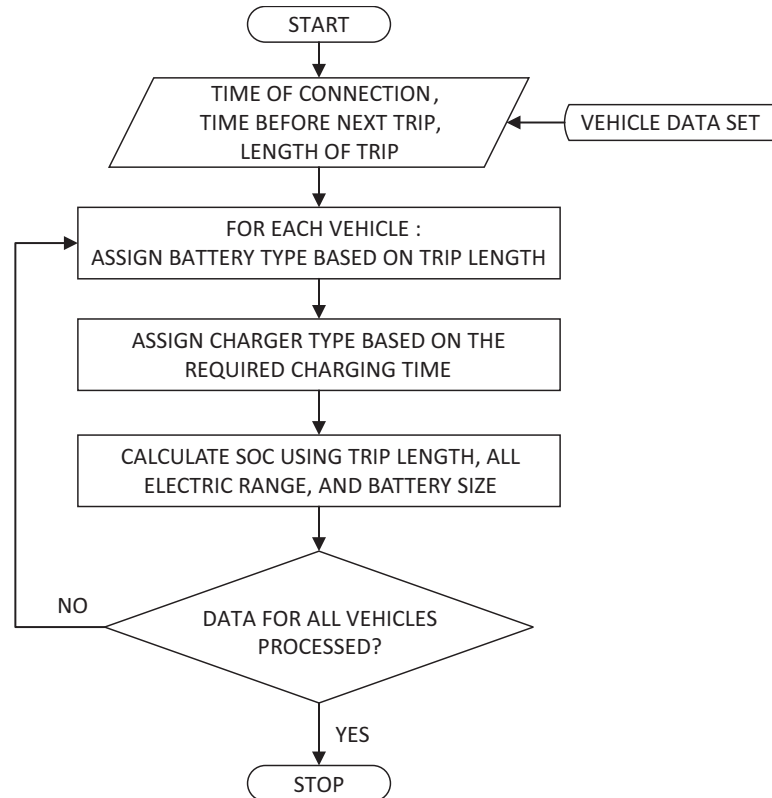 START
TIME OF CONNECTION ,
TIME BEFORE NEXT TRIP,
LENGTH OF TRIP
VEHICLE DATA SET
FOR EACH VEHICLE :
ASSIGN BATTERY TYPE BASED ON TRIP LENGTH
ASSIGN CHARGER TYPE BASED ON THE
REQUIRED CHARGING TIME
CALCULATE SOC USING TRIP LENGTH, ALL
ELECTRIC RANGE, AND BATTERY SIZE
NO
DATA FOR ALL VEHICLES
PROCESSED?
YES
STOP